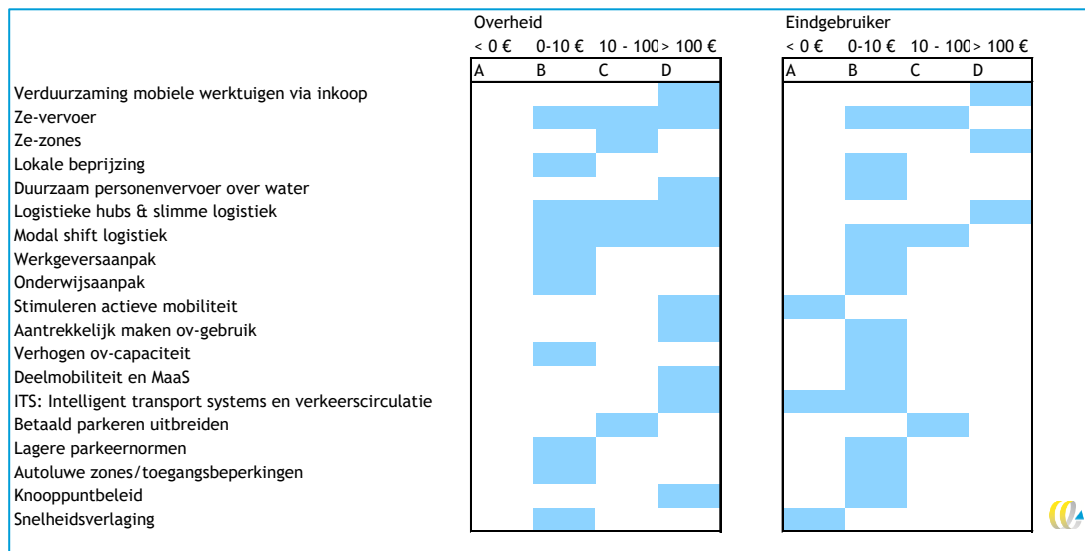 Overheid Eindgebruiker
< 0 € 0-10 € 10 - 100 > 100 € < 0 € 0-10 € 10 - 100 > 100 €
A B C D A B C D
Verduurzaming mobiele werktuigen via inkoop
Ze-vervoer
Ze-zones
Lokale beprijzing
Duurzaam personenvervoer over water
Logistieke hubs & slimme logistiek
Modal shift logistiek
Werkgeversaanpak
Onderwijsaanpak
Stimuleren actieve mobiliteit
Aantrekkelijk maken ov-gebruik
Verhogen ov-capaciteit
Deelmobiliteit en MaaS
ITS: Intelligent transport systems en verkeerscirculatie
Betaald parkeren uitbreiden
Lagere parkeernormen
Autoluwe zones/toegangsbeperkingen
Knooppuntbeleid
Snelheidsverlaging